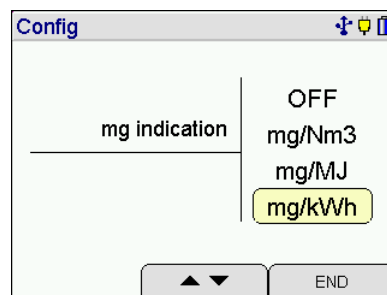 Config
OFF
mg indication
mg/Nm3
mg/MJ
mg/kWh
END